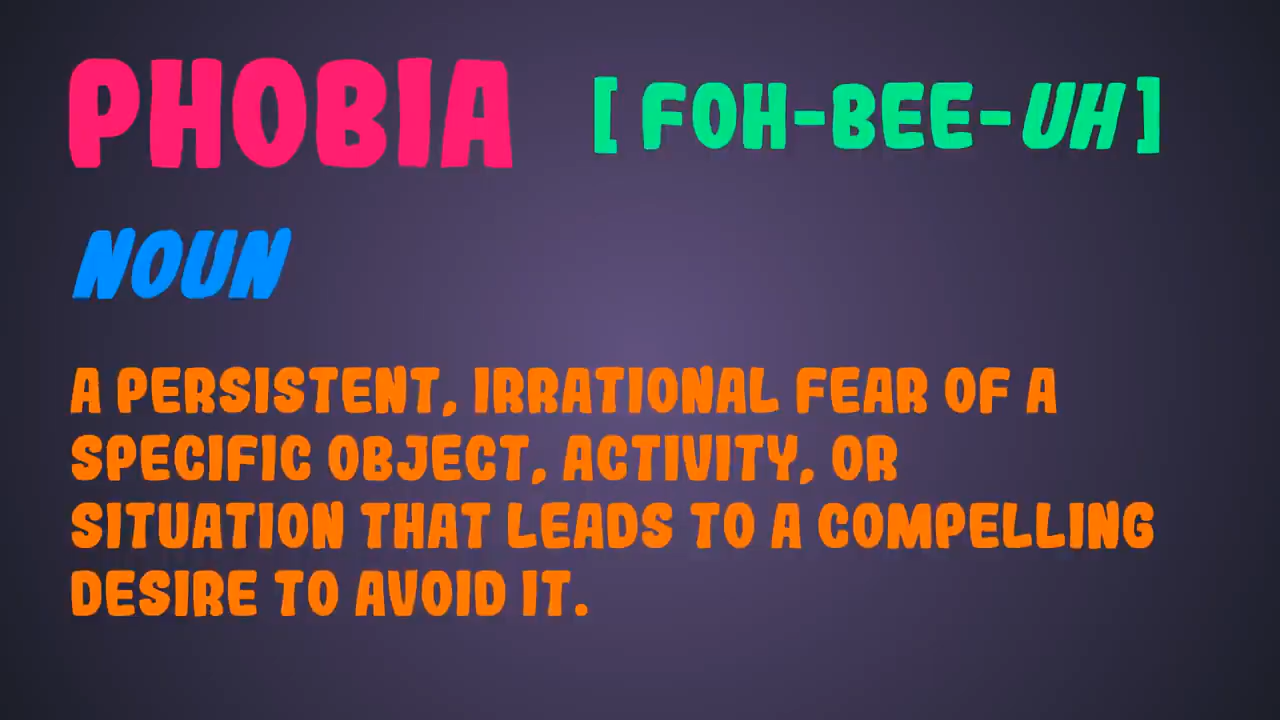 PHOBIA [ FOH-BEE-UH ]
NOUN
A PERSISTENT, IRRATIONAL FEAR OF A
SPECIFIC OBJECT, ACTIVITY, OR
SITUATION THAT LEADS TO A COMPELLING
DESIRE TO AVOID IT.